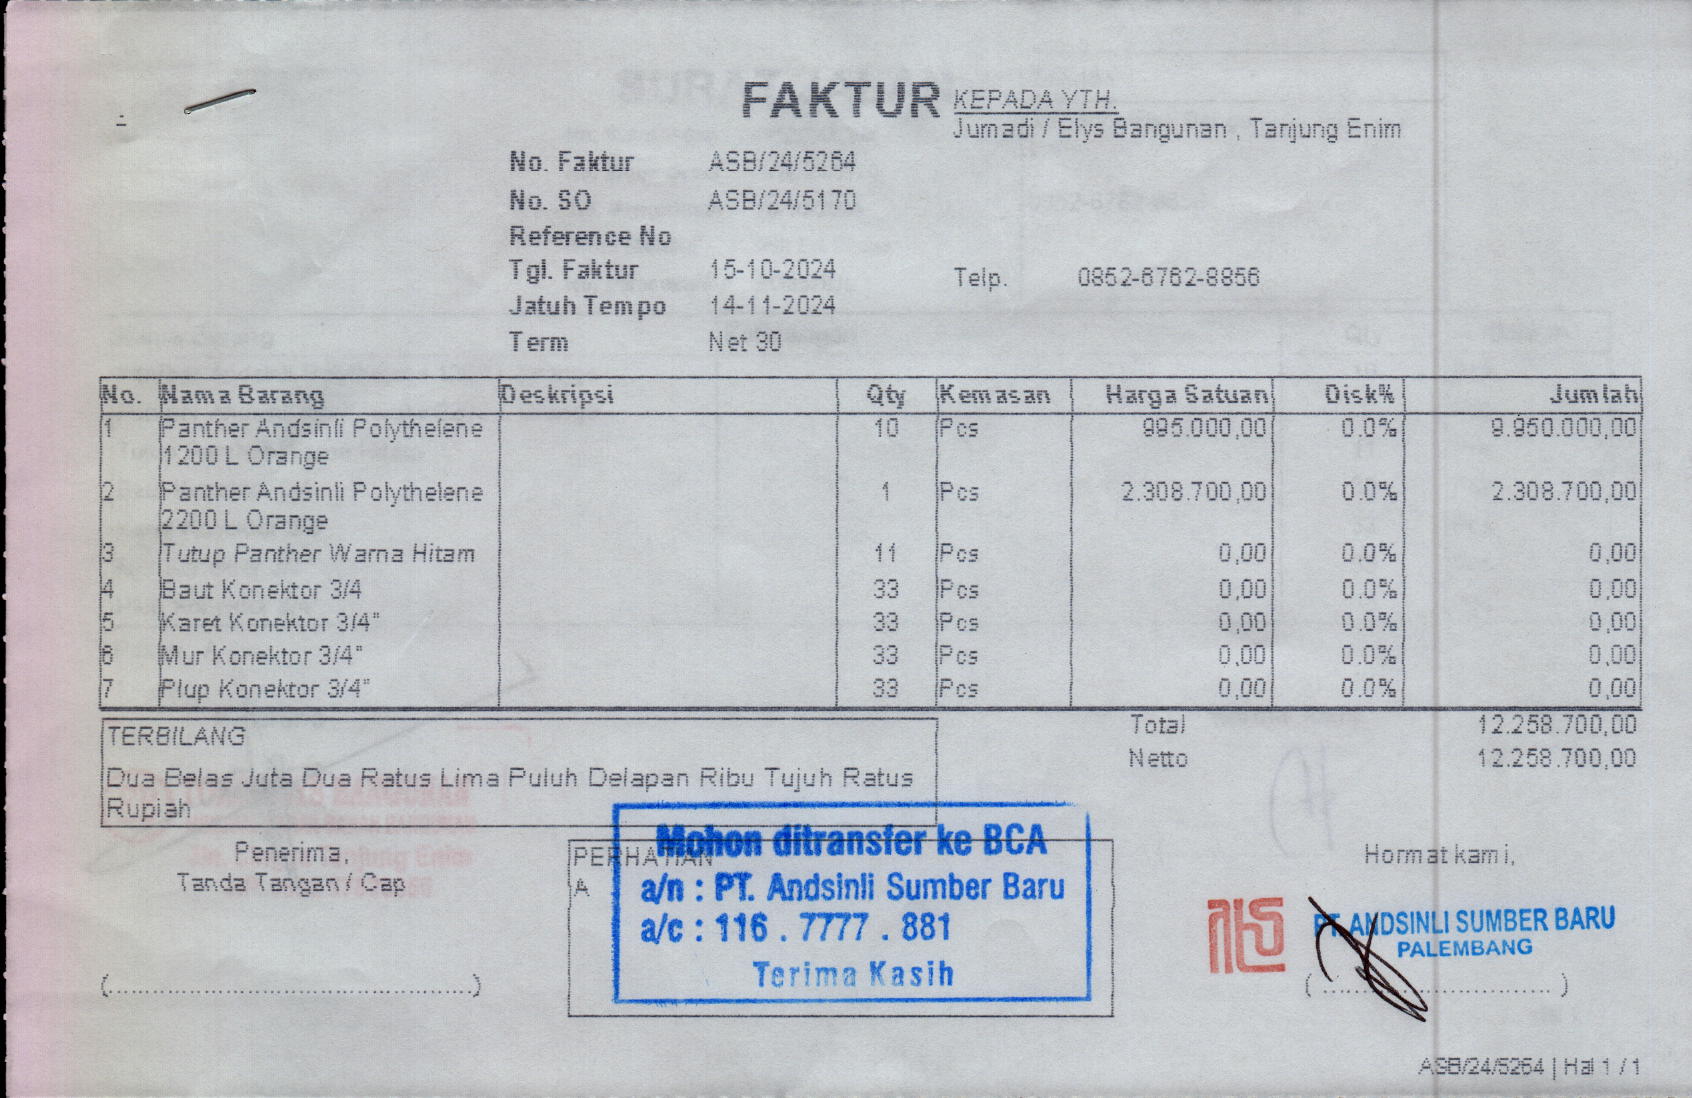 FAKTUR
KEPADA YTH.
Jumadi / Elys Bangunan , Tanjung Enim
No. Faktur ASB/24/5264
No. SO ASB/24/5170
Reference No
Tgl. Faktur 15-10-2024
Telp. 0852-6762-8856
Jatuh Tempo 14-11-2024
Term Net 30
No. Nama Barang Deskripsi Qty Kemasan Harga Satuan Disk% Jumlah
1 Panther Andsinli Polythelene 10 Pcs 995.000,00 0.0% 9.950.000,00
1200 L Orange
2 Panther Andsinli Polythelene 1 Pcs 2.308.700,00 0.0% 2.308.700,00
2200 L Orange
3 Tutup Panther Warna Hitam 11 Pcs 0,00 0.0% 0,00
4 Baut Konektor 3/4 33 Pcs 0,00 0.0% 0,00
5 Karet Konektor 3/4" 33 Pcs 0,00 0.0% 0,00
6 Mur Konektor 3/4" 33 Pcs 0,00 0.0% 0,00
7 Plup Konektor 3/4" 33 Pcs 0,00 0.0% 0,00
Total 12.258.700,00
Netto 12.258.700,00
TERBILANG
Dua Belas Juta Dua Ratus Lima Puluh Delapan Ribu Tujuh Ratus
Rupiah
Penerima,
Tanda Tangan / Cap
(................................................)
PERHATIAN
A
Mohon ditransfer ke BCA
a/n : PT. Andsinli Sumber Baru
a/c : 116 . 7777 . 881
Terima Kasih
Hormat kami,
PT. ANDSINLI SUMBER BARU
PALEMBANG
( .............................. )
ASB/24/5264 | Hal 1 / 1